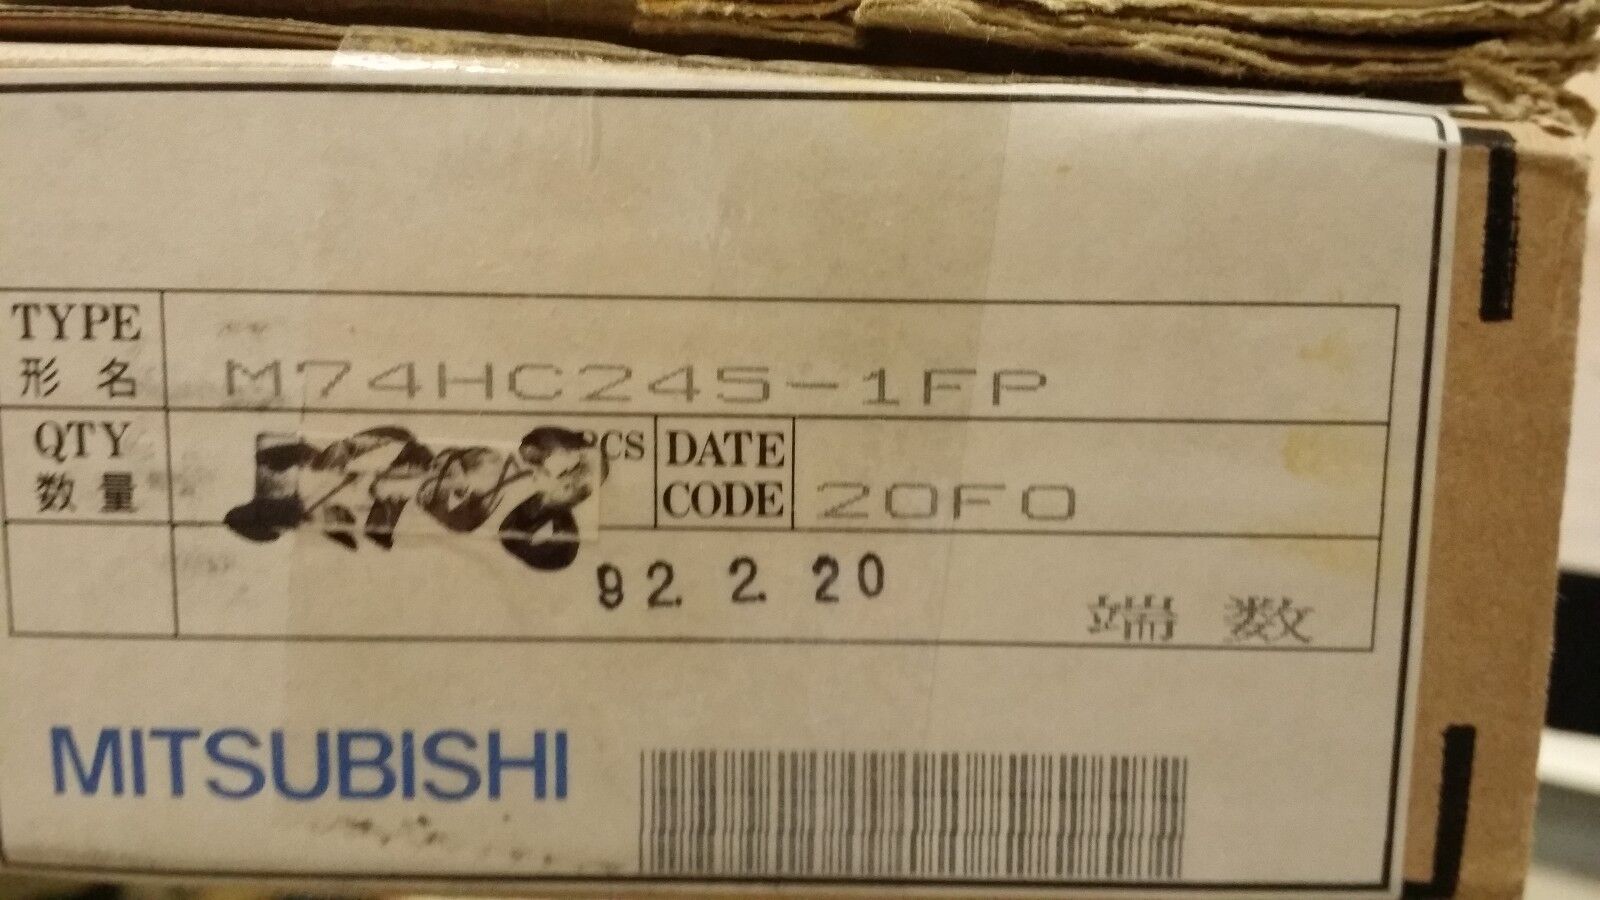 TYPE
形名
M74HC245-1FP
QTY
数量
PCS
DATE
CODE
20F0
92. 2. 20
端数
MITSUBISHI